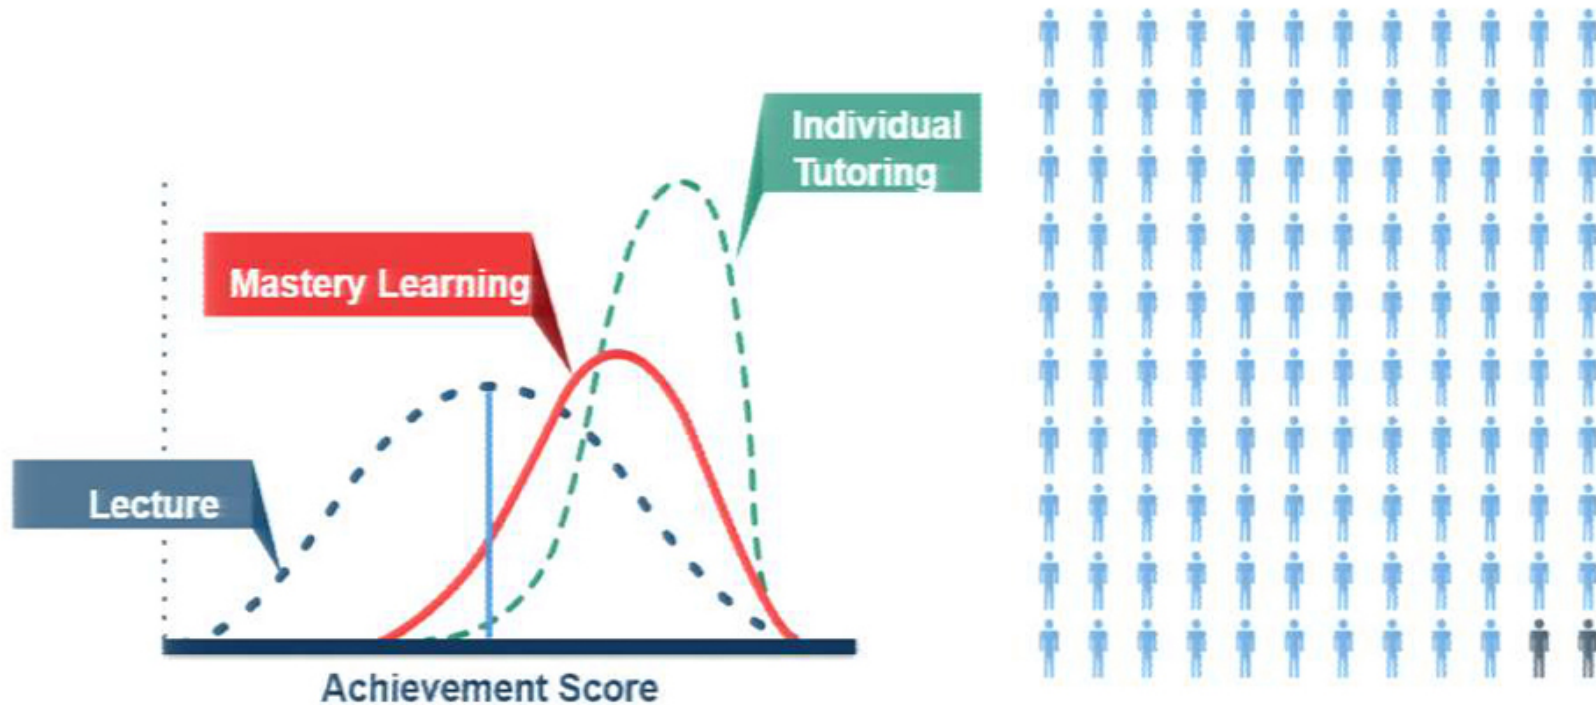 Individual
Tutoring
Mastery Learning
Lecture
Achievement Score